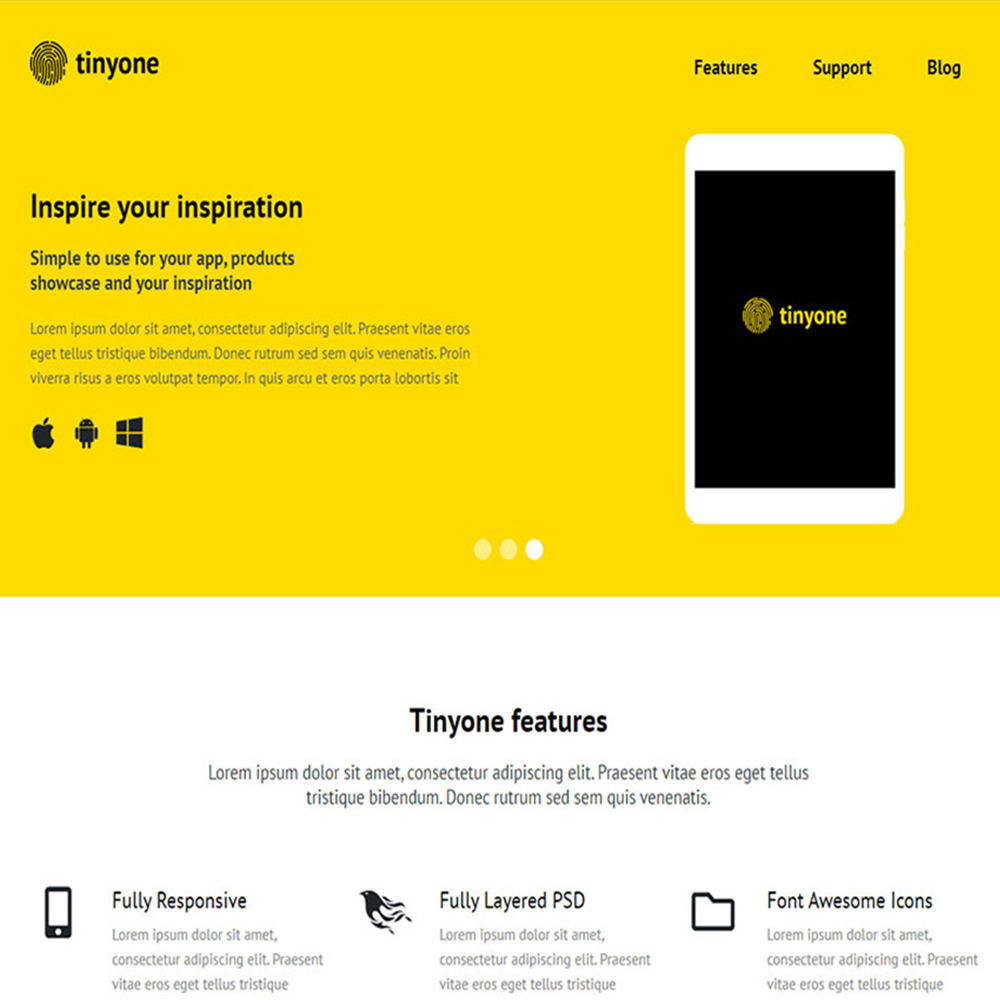 tinyone
Features Support Blog
Inspire your inspiration
Simple to use for your app, products
showcase and your inspiration
Lorem ipsum dolor sit amet, consectetur adipiscing elit. Praesent vitae eros
eget tellus tristique bibendum. Donec rutrum sed sem quis venenatis. Proin
viverra risus a eros volutpat tempor. In quis arcu et eros porta lobortis sit
tinyone
Tinyone features
Lorem ipsum dolor sit amet, consectetur adipiscing elit. Praesent vitae eros eget tellus
tristique bibendum. Donec rutrum sed sem quis venenatis.
Fully Responsive
Lorem ipsum dolor sit amet,
consectetur adipiscing elit. Praesent
vitae eros eget tellus tristique
Fully Layered PSD
Lorem ipsum dolor sit amet,
consectetur adipiscing elit. Praesent
vitae eros eget tellus tristique
Font Awesome Icons
Lorem ipsum dolor sit amet,
consectetur adipiscing elit. Praesent
vitae eros eget tellus tristique